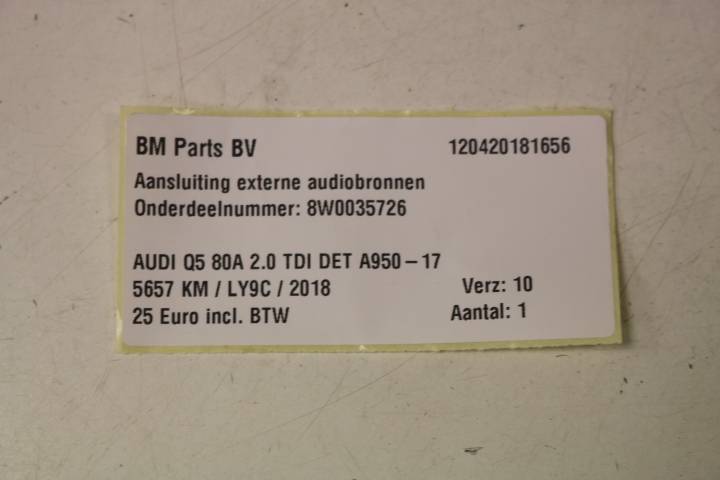 BM Parts BV 120420181656
Aansluiting externe audiobronnen
Onderdeelnummer: 8W0035726
AUDI Q5 80A 2.0 TDI DET A950-17
5657 KM / LY9C / 2018 Verz: 10
25 Euro incl. BTW Aantal: 1